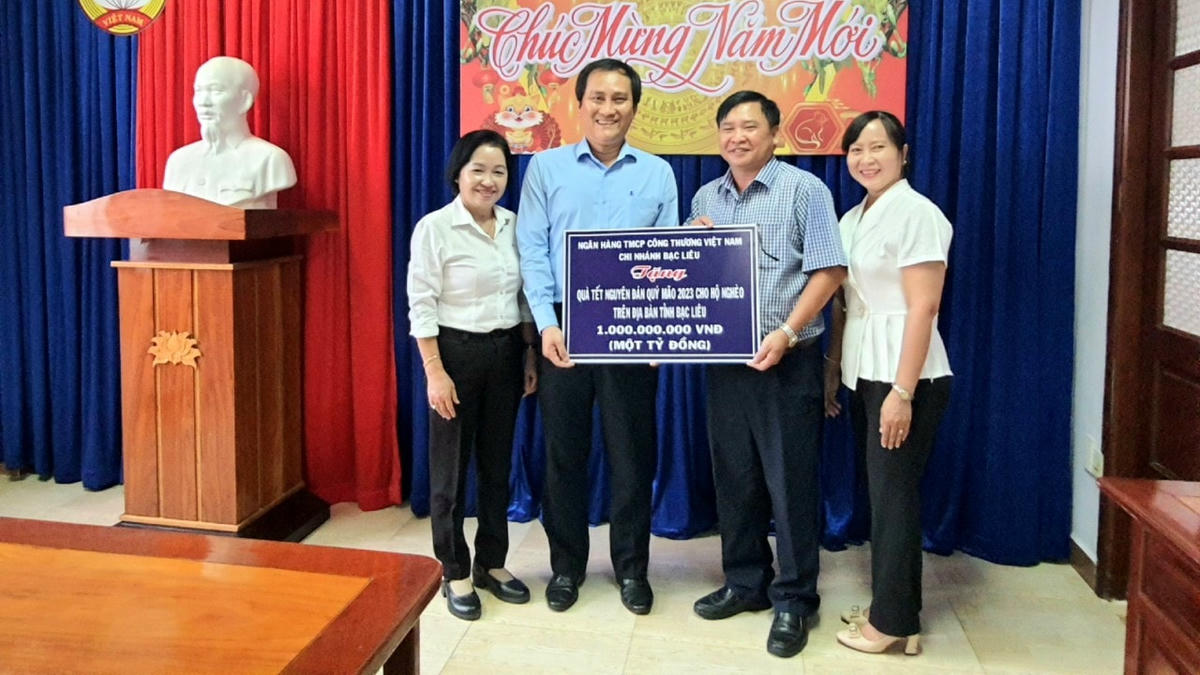 VIỆT NAM
Chúc Mừng Năm Mới
NGÂN HÀNG TMCP CÔNG THƯƠNG VIỆT NAM
CHI NHÁNH BẠC LIÊU
Tặng
QUÀ TẾT NGUYÊN ĐÁN QUÝ MÃO 2023 CHO HỘ NGHÈO
TRÊN ĐỊA BÀN TỈNH BẠC LIÊU
1.000.000.000 VNĐ
(MỘT TỶ ĐỒNG)